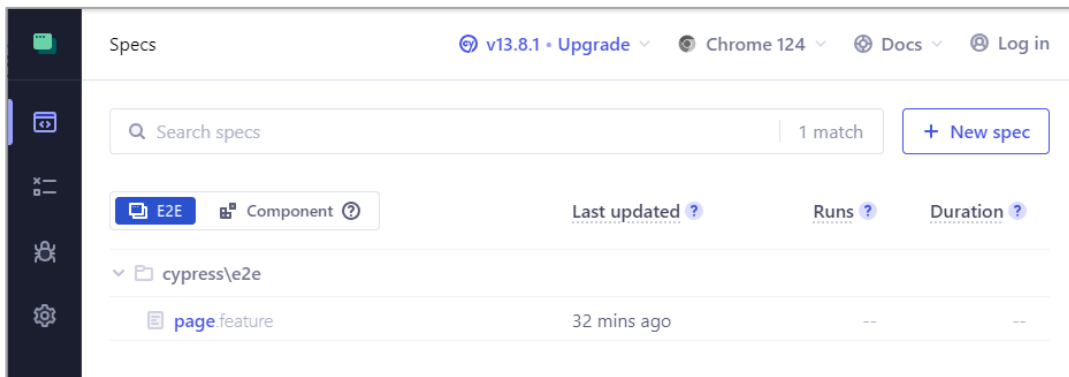 Specs v13.8.1 • Upgrade Chrome 124 Docs Log in
Search specs 1 match + New spec
E2E Component ? Last updated ? Runs ? Duration ?
cypress\e2e
page.feature 32 mins ago -- --